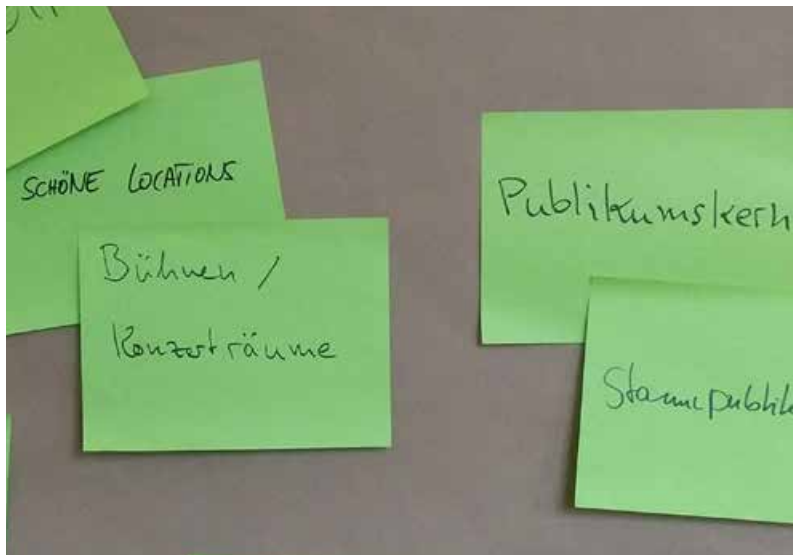 SCHÖNE LOCATIONS
Bühnen /
Konzerträume
Publikumskern
Stammpublik